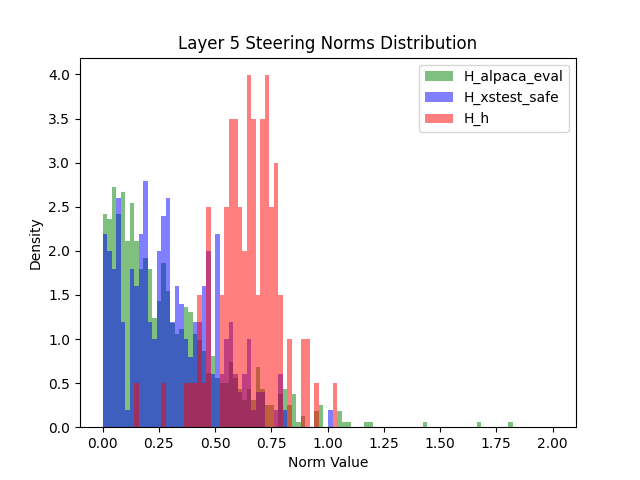 Layer 5 Steering Norms Distribution
H_alpaca_eval
H_xstest_safe
H_h
Density
4.0
3.5
3.0
2.5
2.0
1.5
1.0
0.5
0.0
0.00 0.25 0.50 0.75 1.00 1.25 1.50 1.75 2.00
Norm Value